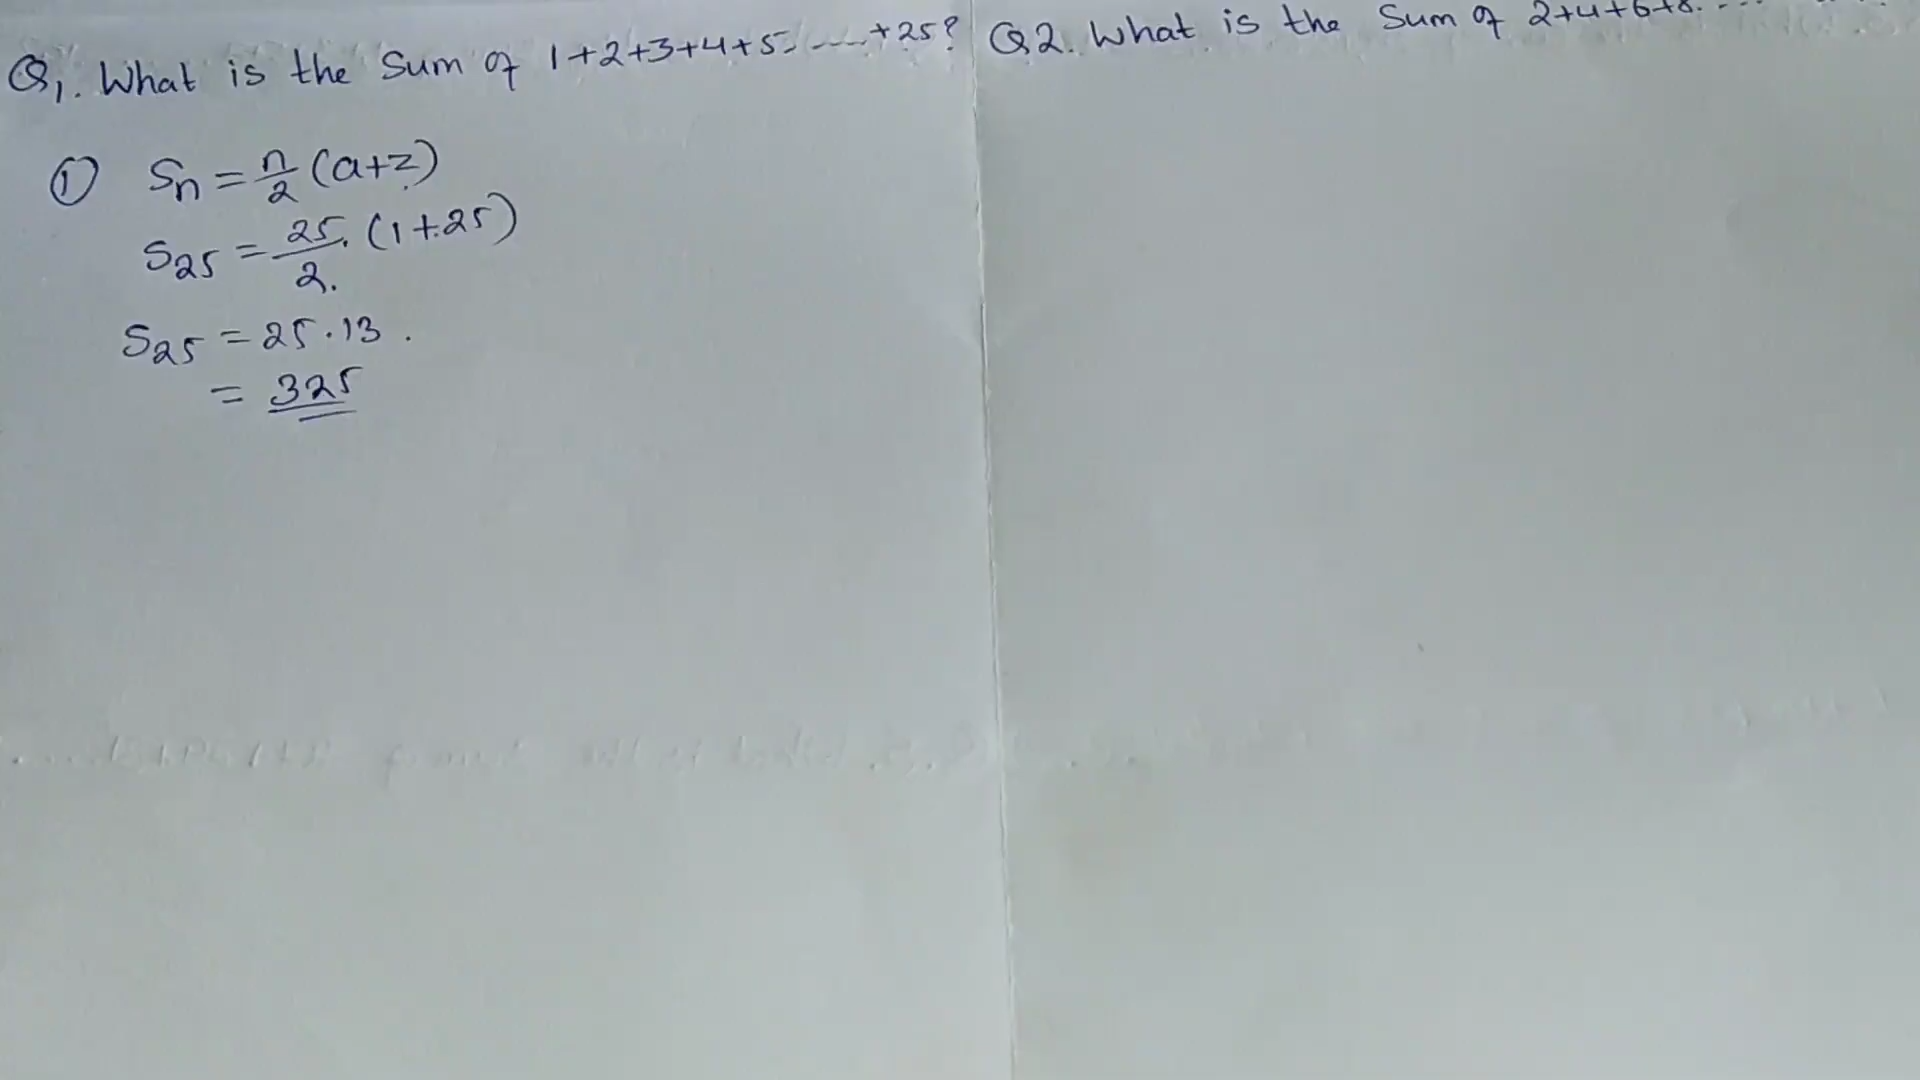 Q1. What is the Sum of 1+2+3+4+5-.....+25?
Q2. What is the Sum of 2+4+6+8.....
① Sn = n/2 (a+z)
S25 = 25/2. (1+25)
S25 = 25.13.
= 325